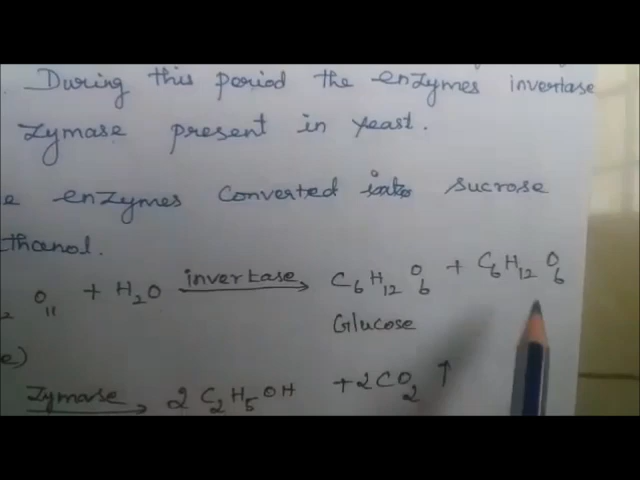 . During this period the enzymes invertase
zymase present in yeast.
e enzymes converted into sucrose
thanol.
2 O11 + H2O invertase C6H12O6 + C6H12O6
Glucose
e)
zymase 2C2H5OH + 2CO2 ↑